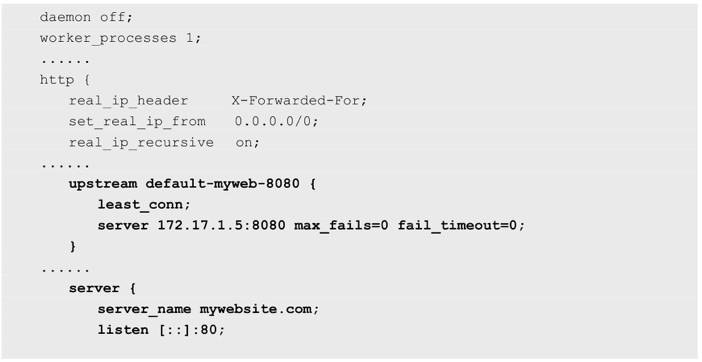 daemon off;
worker_processes 1;
......
http {
real_ip_header X-Forwarded-For;
set_real_ip_from 0.0.0.0/0;
real_ip_recursive on;
......
upstream default-myweb-8080 {
least_conn;
server 172.17.1.5:8080 max_fails=0 fail_timeout=0;
}
......
server {
server_name mywebsite.com;
listen [::]:80;